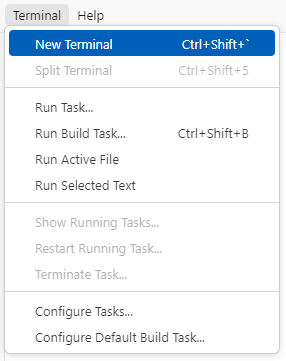 Terminal Help
New Terminal Ctrl+Shift+`
Split Terminal Ctrl+Shift+5
Run Task...
Run Build Task... Ctrl+Shift+B
Run Active File
Run Selected Text
Show Running Tasks...
Restart Running Task...
Terminate Task...
Configure Tasks...
Configure Default Build Task...